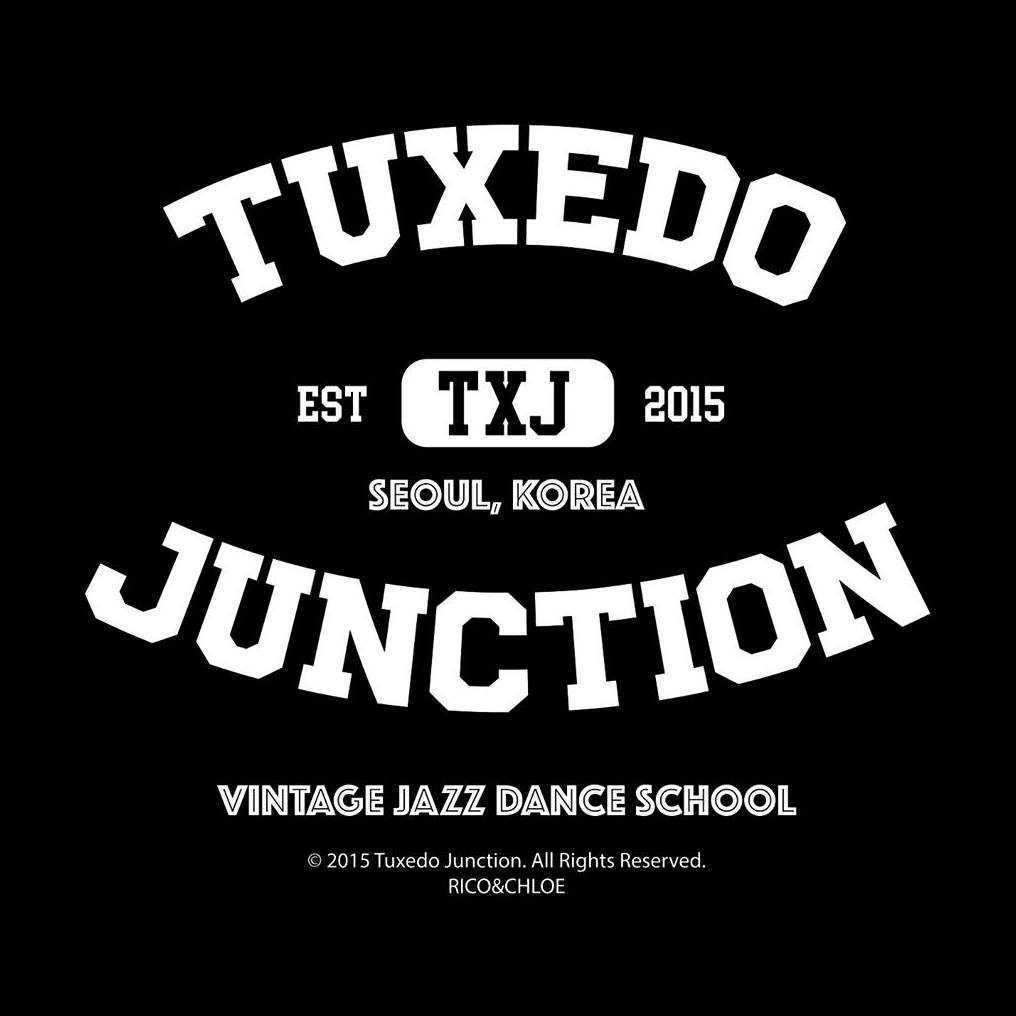 TUXEDO
EST TXJ 2015
SEOUL, KOREA
JUNCTION
VINTAGE JAZZ DANCE SCHOOL
© 2015 Tuxedo Junction. All Rights Reserved.
RICO&CHLOE